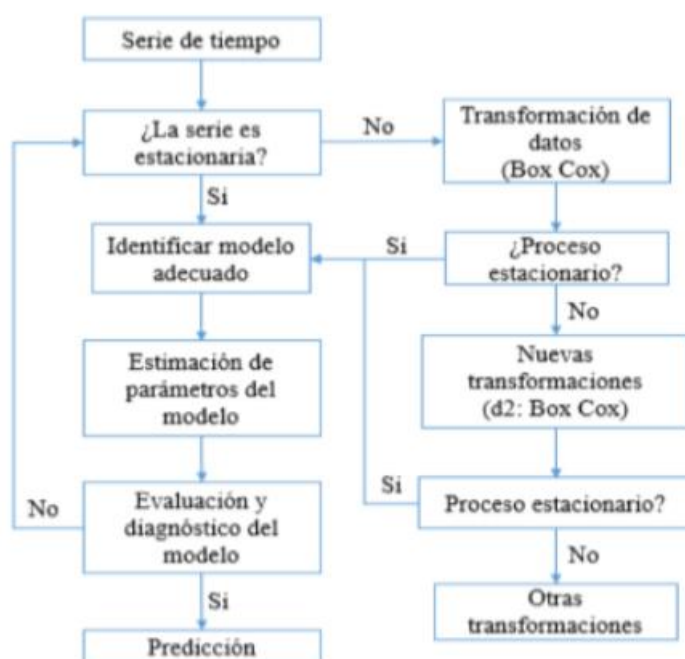 Serie de tiempo
¿La serie es
estacionaria?
No
Transformación de
datos
(Box Cox)
Si
Identificar modelo
adecuado
Si
¿Proceso
estacionario?
No
Estimación de
parámetros del
modelo
Nuevas
transformaciones
(d2: Box Cox)
Si
Proceso estacionario?
No
Evaluación y
diagnóstico del
modelo
No
Otras
transformaciones
Si
Predicción